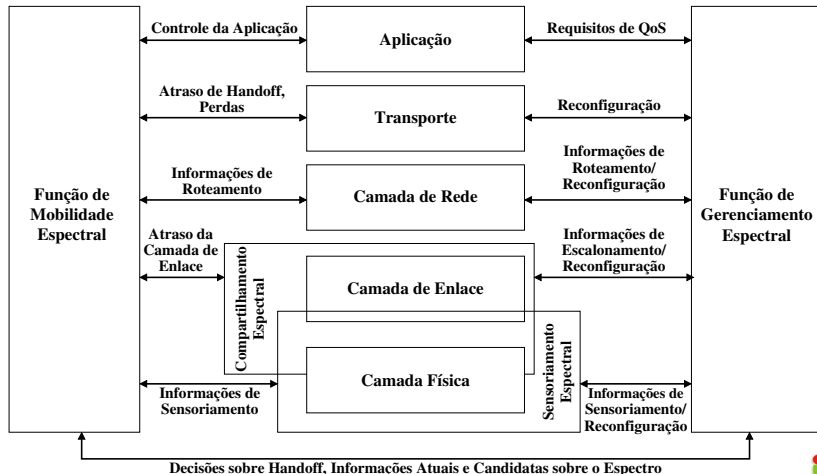 Controle da Aplicação
Aplicação
Requisitos de QoS
Atraso de Handoff,
Perdas
Transporte
Reconfiguração
Informações de
Roteamento
Camada de Rede
Informações de
Roteamento/
Reconfiguração
Função de
Mobilidade
Espectral
Função de
Gerenciamento
Espectral
Atraso da
Camada de
Enlace
Compartilhamento
Espectral
Camada de Enlace
Informações de
Escalonamento/
Reconfiguração
Informações de
Sensoriamento
Camada Física
Sensoriamento
Espectral
Informações de
Sensoriamento/
Reconfiguração
Decisões sobre Handoff, Informações Atuais e Candidatas sobre o Espectro